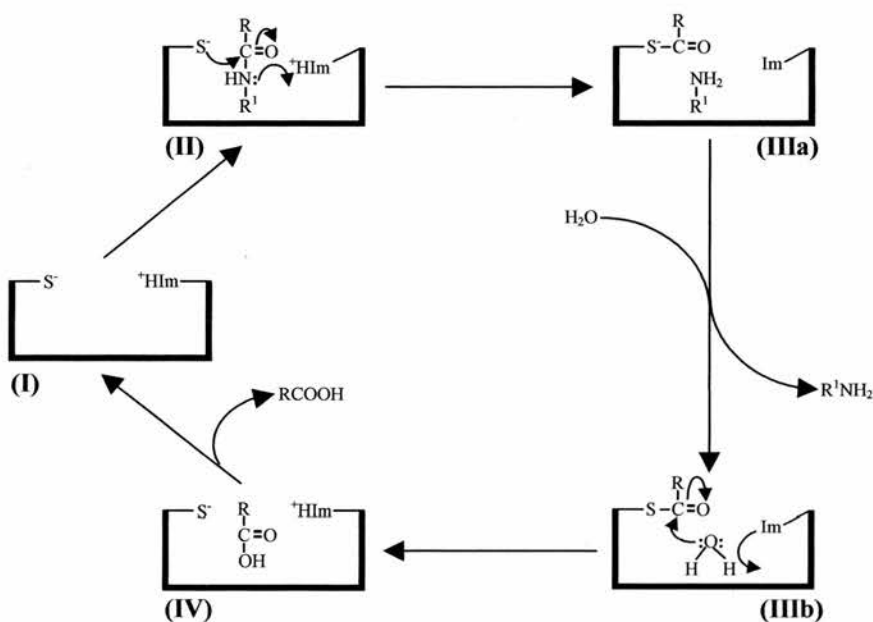 R
S⁻
C=O
HN:
⁺HIm
R¹
(II)
R
S⁻-C=O
Im
NH₂
R¹
(IIIa)
H₂O
S⁻
⁺HIm
(I)
RCOOH
R¹NH₂
S⁻
R
⁺HIm
C=O
OH
(IV)
R
S-C=O
Im
:O:
H H
(IIIb)